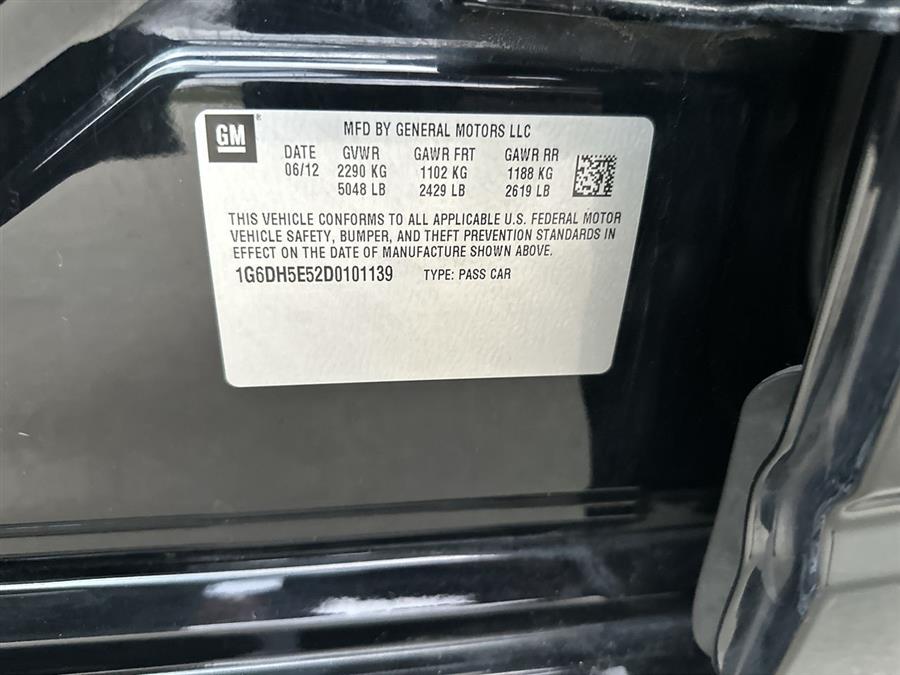 GM ®
MFD BY GENERAL MOTORS LLC
DATE GVWR GAWR FRT GAWR RR
06/12 2290 KG 1102 KG 1188 KG
5048 LB 2429 LB 2619 LB
THIS VEHICLE CONFORMS TO ALL APPLICABLE U.S. FEDERAL MOTOR
VEHICLE SAFETY, BUMPER, AND THEFT PREVENTION STANDARDS IN
EFFECT ON THE DATE OF MANUFACTURE SHOWN ABOVE.
1G6DH5E52D0101139 TYPE: PASS CAR